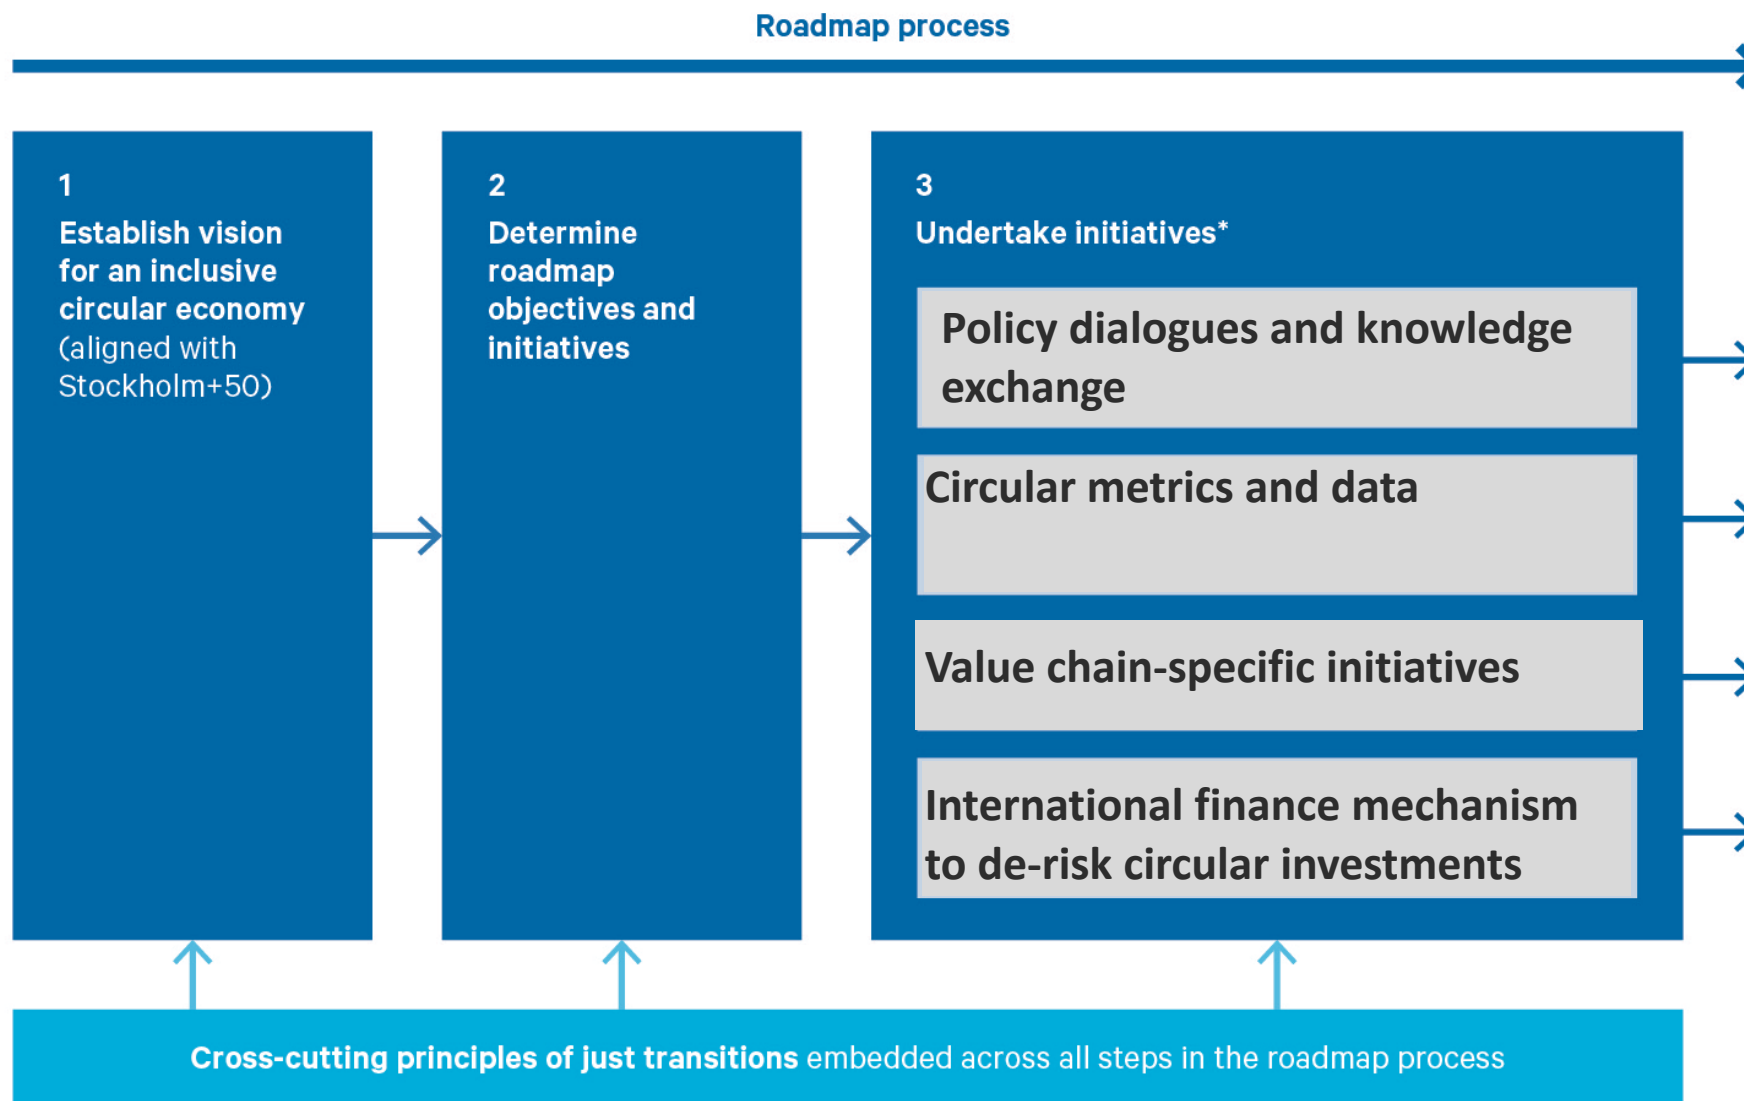 Roadmap process
1
Establish vision
for an inclusive
circular economy
(aligned with
Stockholm+50)
2
Determine
roadmap
objectives and
initiatives
3
Undertake initiatives*
Policy dialogues and knowledge
exchange
Circular metrics and data
Value chain-specific initiatives
International finance mechanism
to de-risk circular investments
Cross-cutting principles of just transitions embedded across all steps in the roadmap process